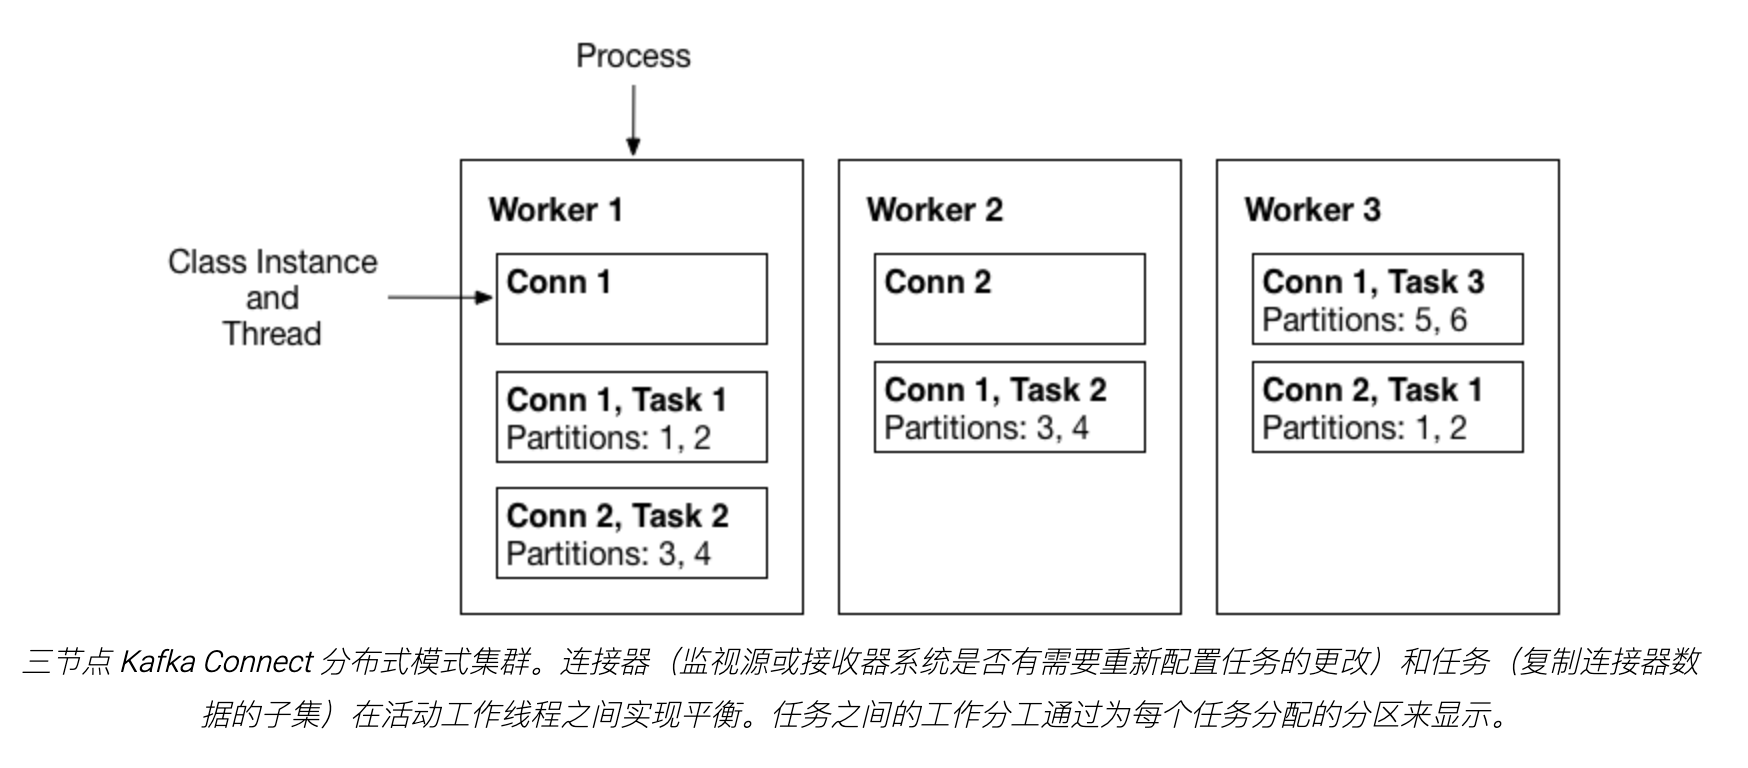 Process
Worker 1
Worker 2
Worker 3
Class Instance
and
Thread
Conn 1
Conn 2
Conn 1, Task 3
Partitions: 5, 6
Conn 1, Task 1
Partitions: 1, 2
Conn 1, Task 2
Partitions: 3, 4
Conn 2, Task 1
Partitions: 1, 2
Conn 2, Task 2
Partitions: 3, 4
三节点 Kafka Connect 分布式模式集群。连接器（监视源或接收器系统是否有需要重新配置任务的更改）和任务（复制连接器数
据的子集）在活动工作线程之间实现平衡。任务之间的工作分工通过为每个任务分配的分区来显示。